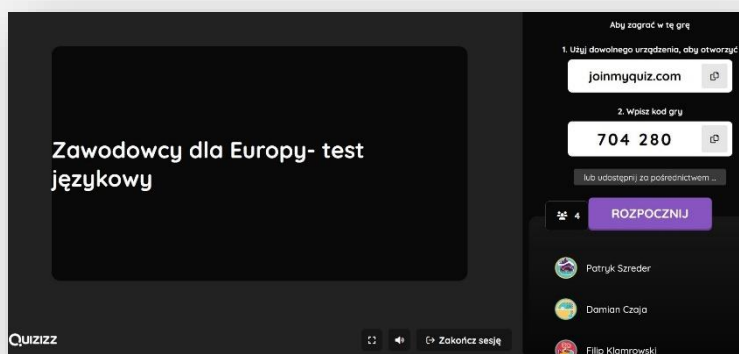 Zawodowcy dla Europy- test
językowy
QUIZIZZ
Zakończ sesję
Aby zagrać w tę grę
1. Użyj dowolnego urządzenia, aby otworzyć
joinmyquiz.com
2. Wpisz kod gry
704 280
lub udostępnij za pośrednictwem ...
4
ROZPOCZNIJ
Patryk Szreder
Damian Czaja
Filip Klamrowski